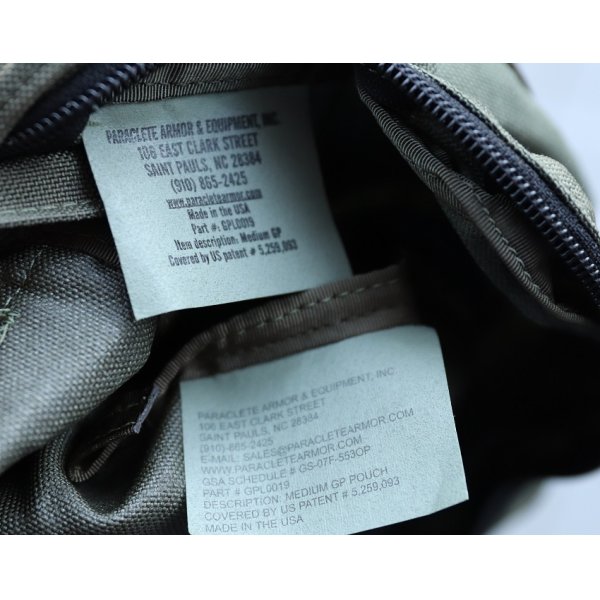 PARACLETE ARMOR & EQUIPMENT, INC.
106 EAST CLARK STREET
SAINT PAULS, NC 28384
(910) 865-2425
www.paracletearmor.com
Made in the USA
Part #: GPL0019
Item description: Medium GP
Covered by US patent # 5,259,093
PARACLETE ARMOR & EQUIPMENT, INC.
106 EAST CLARK STREET
SAINT PAULS, NC 28384
(910)-865-2425
E-MAIL: SALES@PARACLETEARMOR.COM
WWW.PARACLETEARMOR.COM
GSA SCHEDULE # GS-07F-553OP
PART # GPL0019
DESCRIPTION: MEDIUM GP POUCH
COVERED BY US PATENT # 5,259,093
MADE IN THE USA